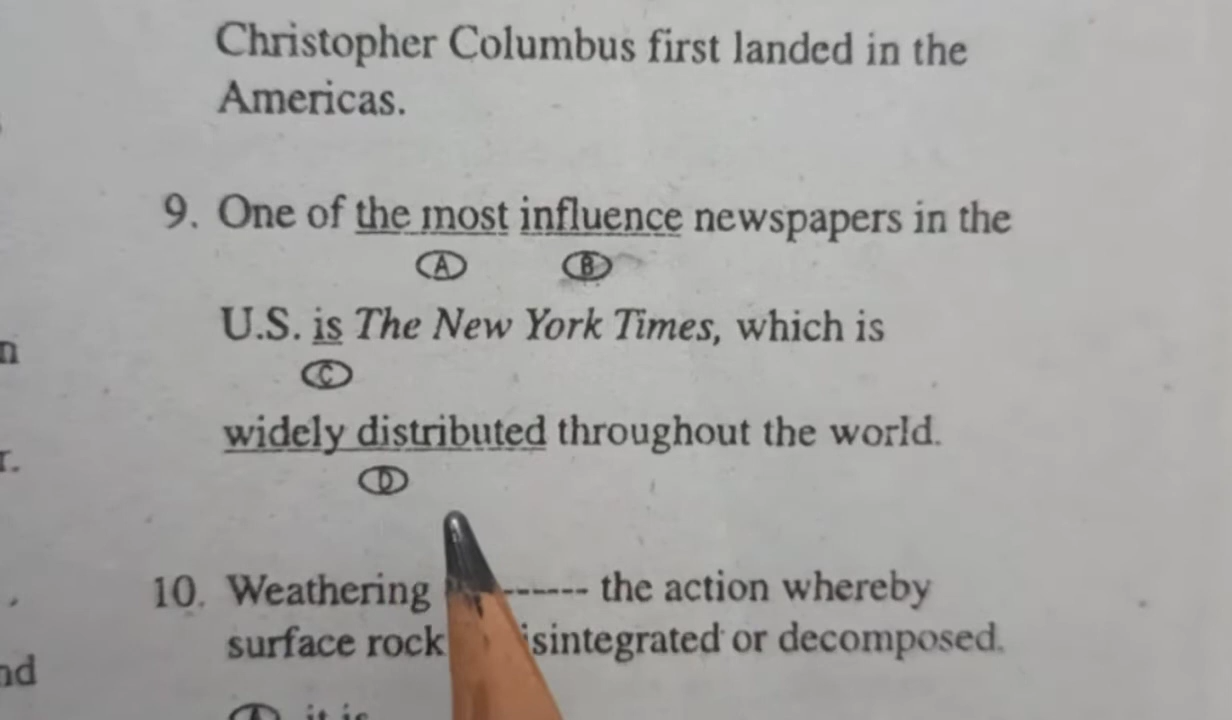 Christopher Columbus first landed in the
Americas.
9. One of the most influence newspapers in the
A B
U.S. is The New York Times, which is
C
widely distributed throughout the world.
D
10. Weathering ------ the action whereby
surface rock isintegrated or decomposed.
A it is